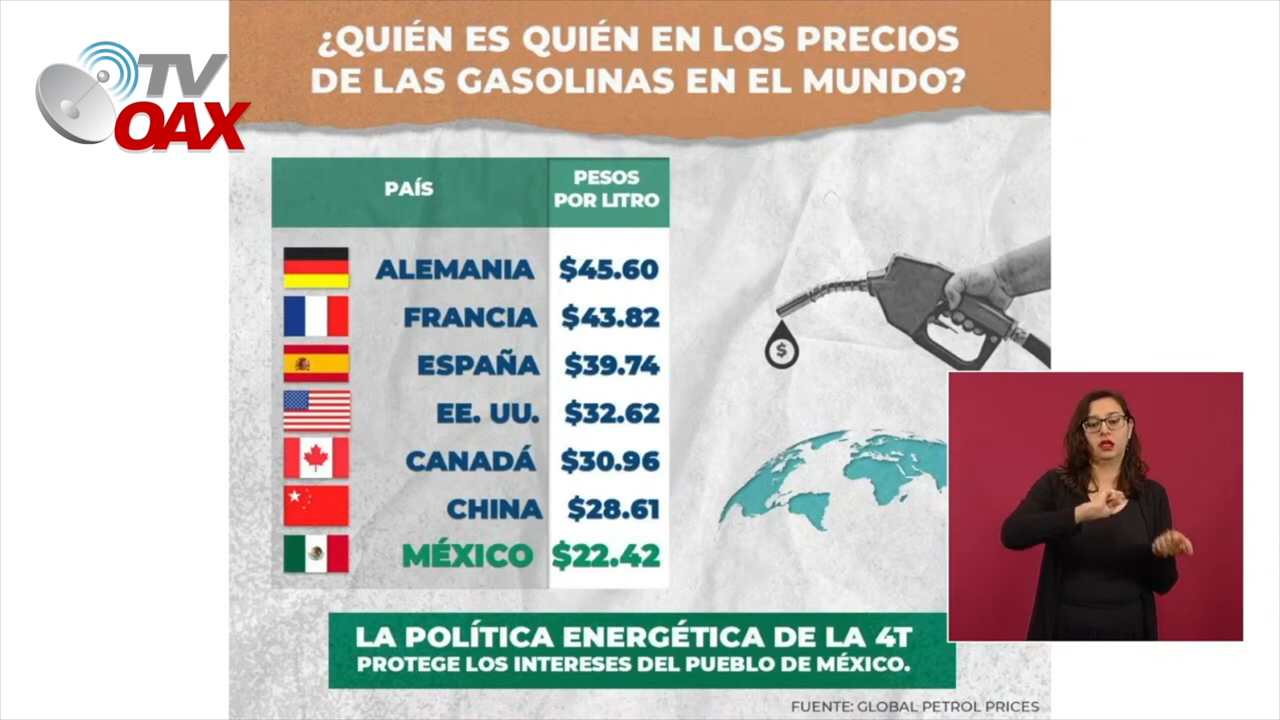 TV
OAX
¿QUIÉN ES QUIÉN EN LOS PRECIOS
DE LAS GASOLINAS EN EL MUNDO?
PAÍS
PESOS
POR LITRO
ALEMANIA $45.60
FRANCIA $43.82
ESPAÑA $39.74
EE. UU. $32.62
CANADÁ $30.96
CHINA $28.61
MÉXICO $22.42
$
LA POLÍTICA ENERGÉTICA DE LA 4T
PROTEGE LOS INTERESES DEL PUEBLO DE MÉXICO.
FUENTE: GLOBAL PETROL PRICES